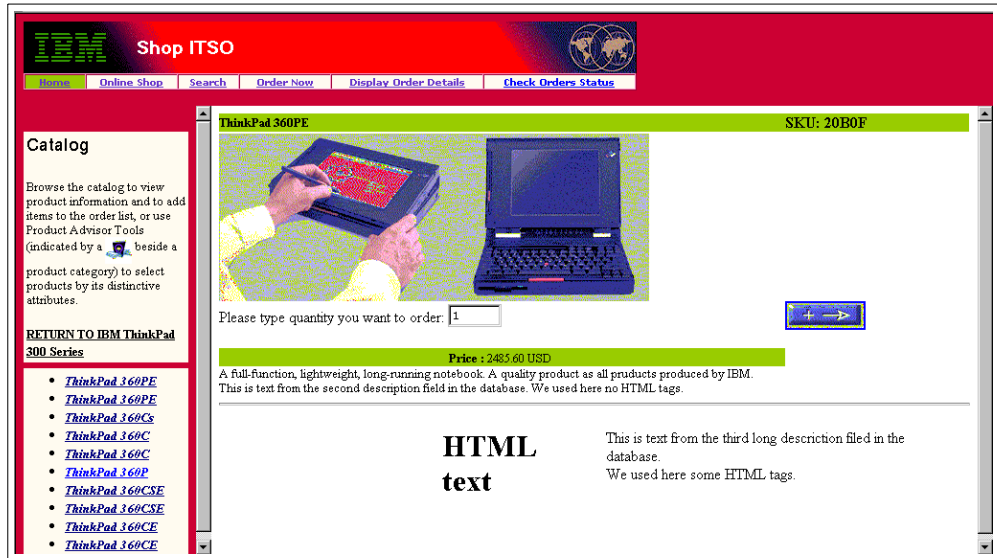 IBM Shop ITSO
Home Online Shop Search Order Now Display Order Details Check Orders Status
Catalog
Browse the catalog to view
product information and to add
items to the order list, or use
Product Advisor Tools
(indicated by a beside a
product category) to select
products by its distinctive
attributes.
RETURN TO IBM ThinkPad
300 Series
ThinkPad 360PE
ThinkPad 360PE
ThinkPad 360Cs
ThinkPad 360C
ThinkPad 360C
ThinkPad 360P
ThinkPad 360CSE
ThinkPad 360CSE
ThinkPad 360CE
ThinkPad 360CE
ThinkPad 360PE SKU: 20B0F
Please type quantity you want to order: 1
Price : 2485.60 USD
A full-function, lightweight, long-running notebook. A quality product as all pruducts produced by IBM.
This is text from the second description field in the database. We used here no HTML tags.
HTML
text
This is text from the third long descriction filed in the
database.
We used here some HTML tags.